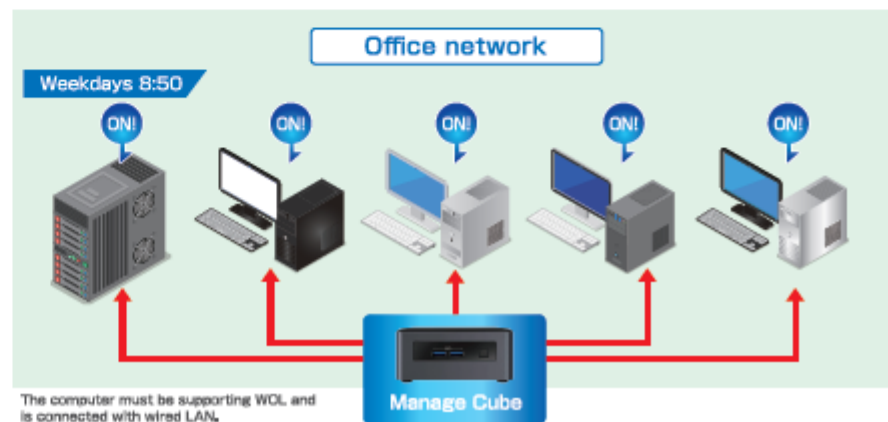 Office network
Weekdays 8:50
ON!
ON!
ON!
ON!
ON!
Manage Cube
The computer must be supporting WOL and
is connected with wired LAN.